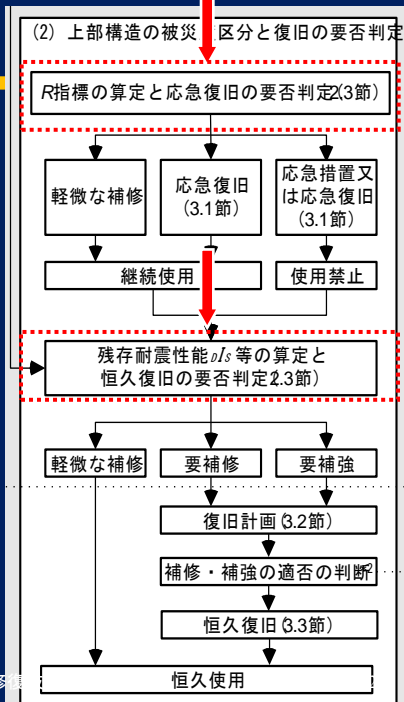 (2) 上部構造の被災 区分と復旧の要否判定
R指標の算定と応急復旧の要否判定2(3節)
軽微な補修
応急復旧
(3.1節)
応急措置又
は応急復旧
(3.1節)
継続使用
使用禁止
残存耐震性能DIs等の算定と
恒久復旧の要否判定2.3節)
軽微な補修
要補修
要補強
復旧計画(3.2節)
補修・補強の適否の判断2
恒久復旧(3.3節)
恒久使用